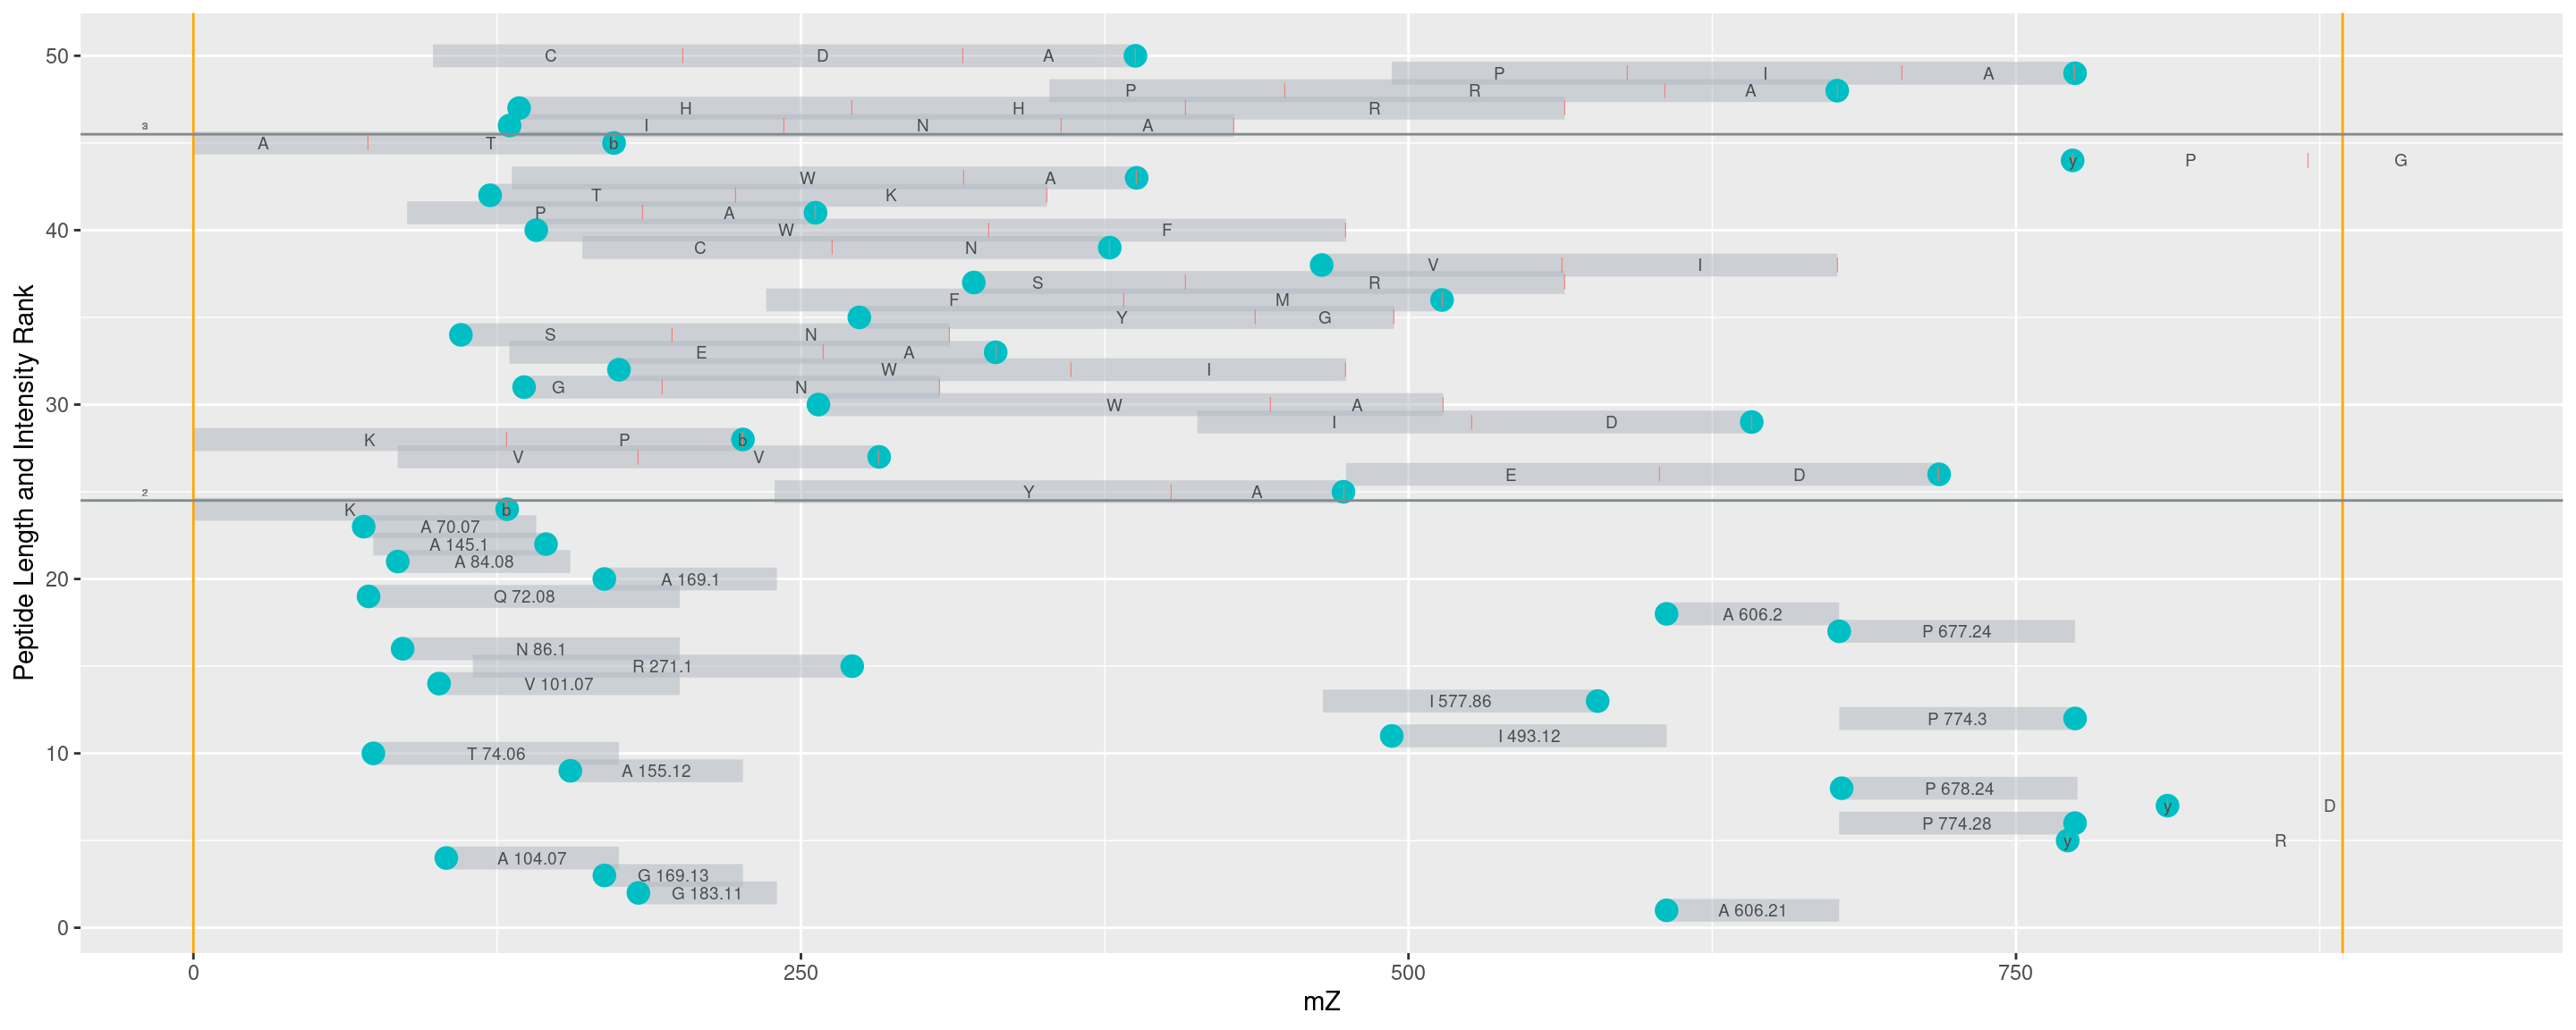 50
C D A
P I A
P R A
H H R
3
I N A
A T b
y P G
W A
T K
P A
40
W F
C N
V I
S R
F M
Y G
S N
E A
W I
G N
30
W A
I D
K P b
V V
E D
2
Y A
K b
A 70.07
A 145.1
A 84.08
20
A 169.1
Q 72.08
A 606.2
P 677.24
N 86.1
R 271.1
V 101.07
I 577.86
P 774.3
I 493.12
10
T 74.06
A 155.12
P 678.24
y D
P 774.28
y R
A 104.07
G 169.13
G 183.11
A 606.21
0
0 250 500 750
mZ
Peptide Length and Intensity Rank